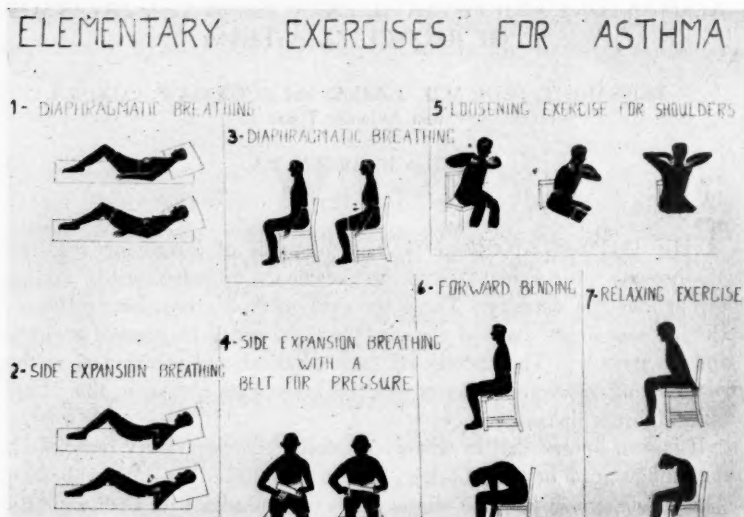 ELEMENTARY EXERCISES FOR ASTHMA
1- DIAPHRAGMATIC BREATHING
2- SIDE EXPANSION BREATHING
3- DIAPHRAGMATIC BREATHING
4- SIDE EXPANSION BREATHING
WITH A
BELT FOR PRESSURE
5 LOOSENING EXERCISE FOR SHOULDERS
6- FORWARD BENDING
7- RELAXING EXERCISE